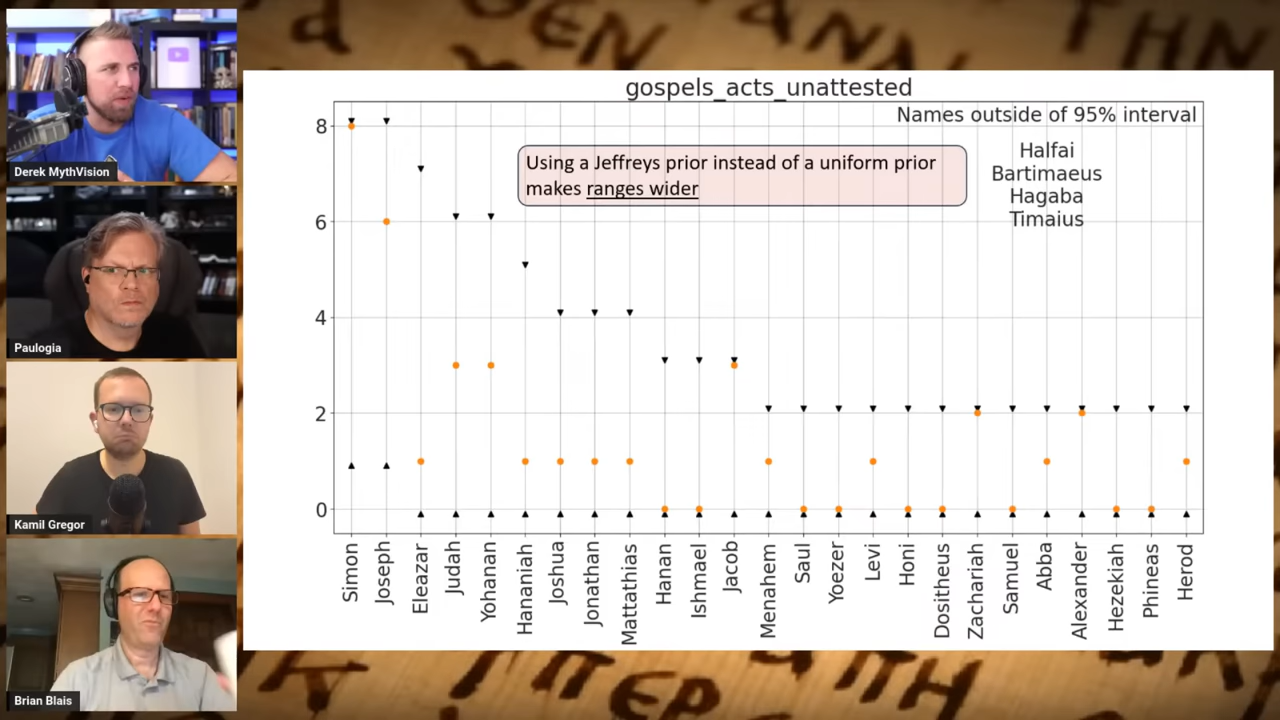 Derek MythVision
Paulogia
Kamil Gregor
Brian Blais
gospels_acts_unattested
Names outside of 95% interval
Halfai
Bartimaeus
Hagaba
Timaius
Using a Jeffreys prior instead of a uniform prior
makes ranges wider
8
6
4
2
0
Simon
Joseph
Eleazar
Judah
Yohanan
Hananiah
Joshua
Jonathan
Mattathias
Hanan
Ishmael
Jacob
Menahem
Saul
Yoezer
Levi
Honi
Dositheus
Zachariah
Samuel
Abba
Alexander
Hezekiah
Phineas
Herod